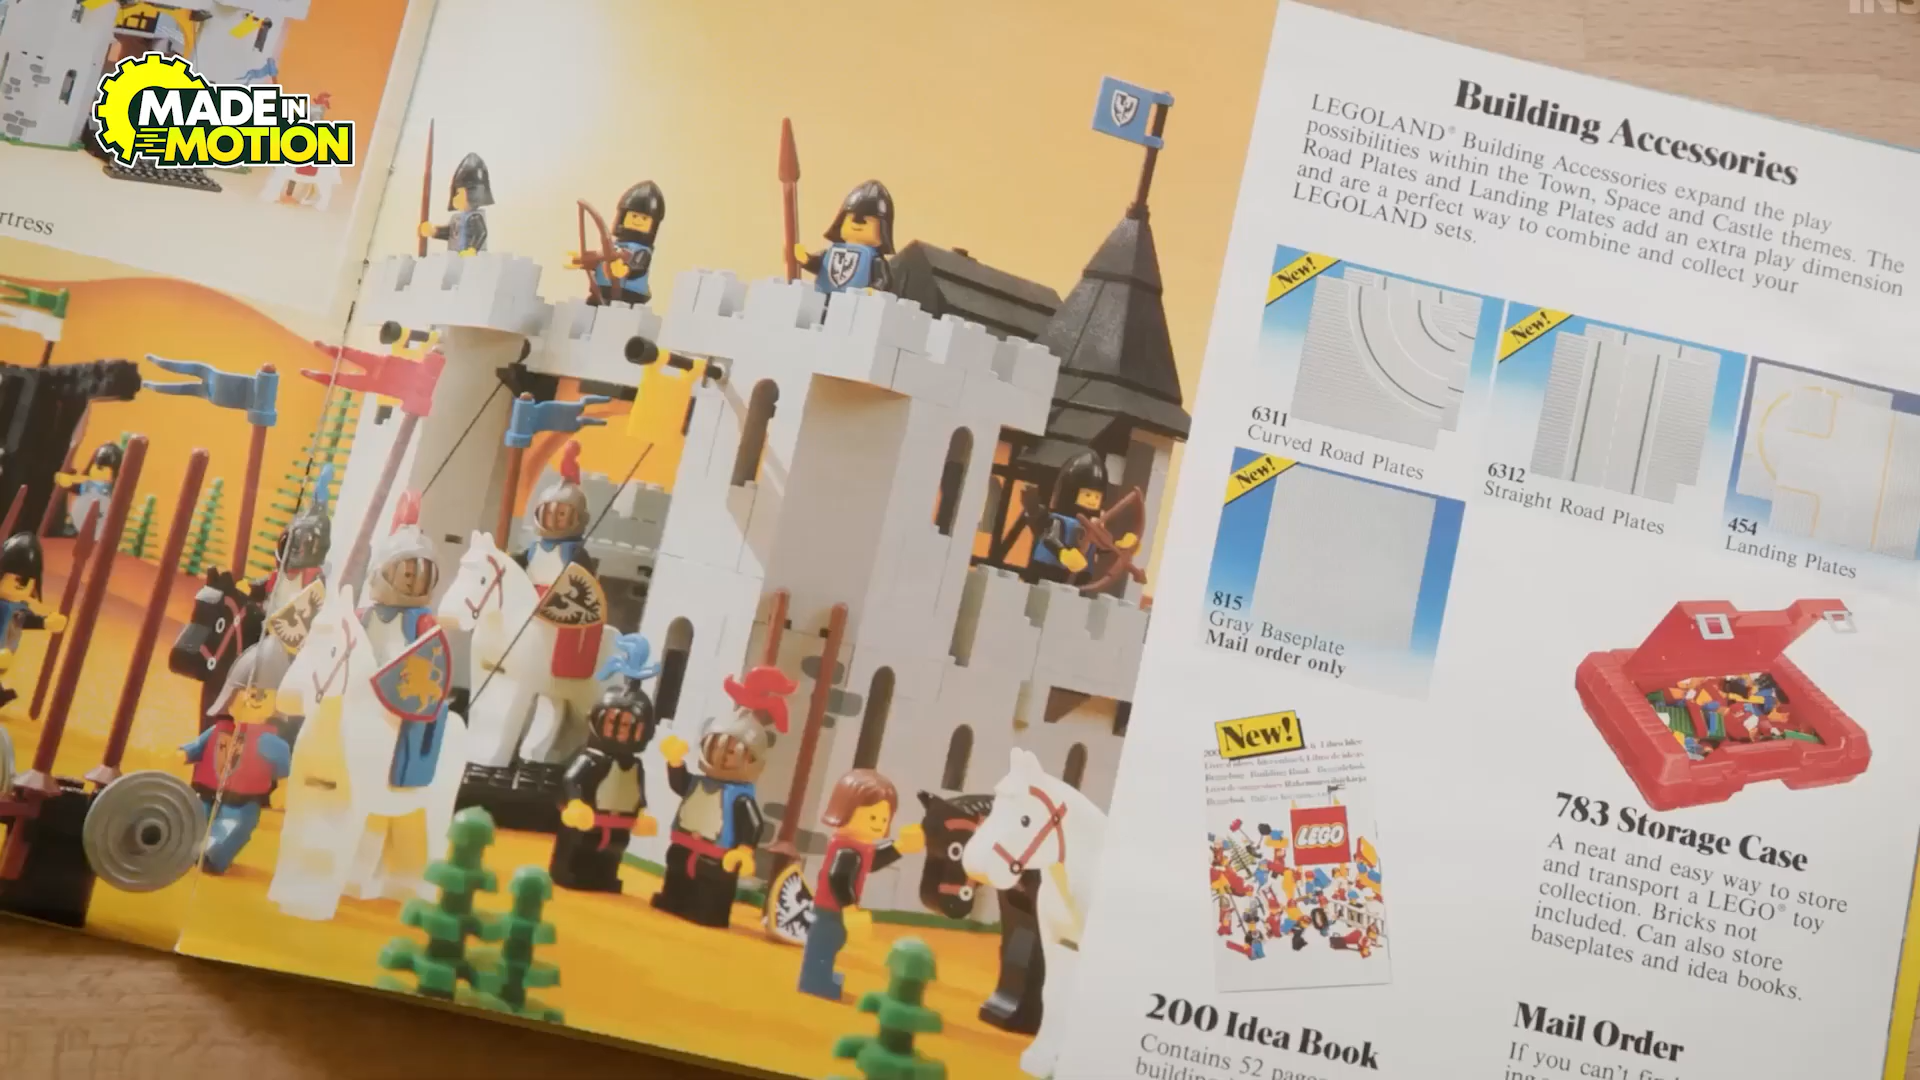 MADE IN
MOTION
INS
rtress
Building Accessories
LEGOLAND® Building Accessories expand the play
possibilities within the Town, Space and Castle themes. The
Road Plates and Landing Plates add an extra play dimension
and are a perfect way to combine and collect your
LEGOLAND sets.
New!
6311
Curved Road Plates
New!
6312
Straight Road Plates
454
Landing Plates
New!
815
Gray Baseplate
Mail order only
New!
LEGO
200 Idea Book
Contains 52 pages
building
783 Storage Case
A neat and easy way to store
and transport a LEGO® toy
collection. Bricks not
included. Can also store
baseplates and idea books.
Mail Order
If you can't